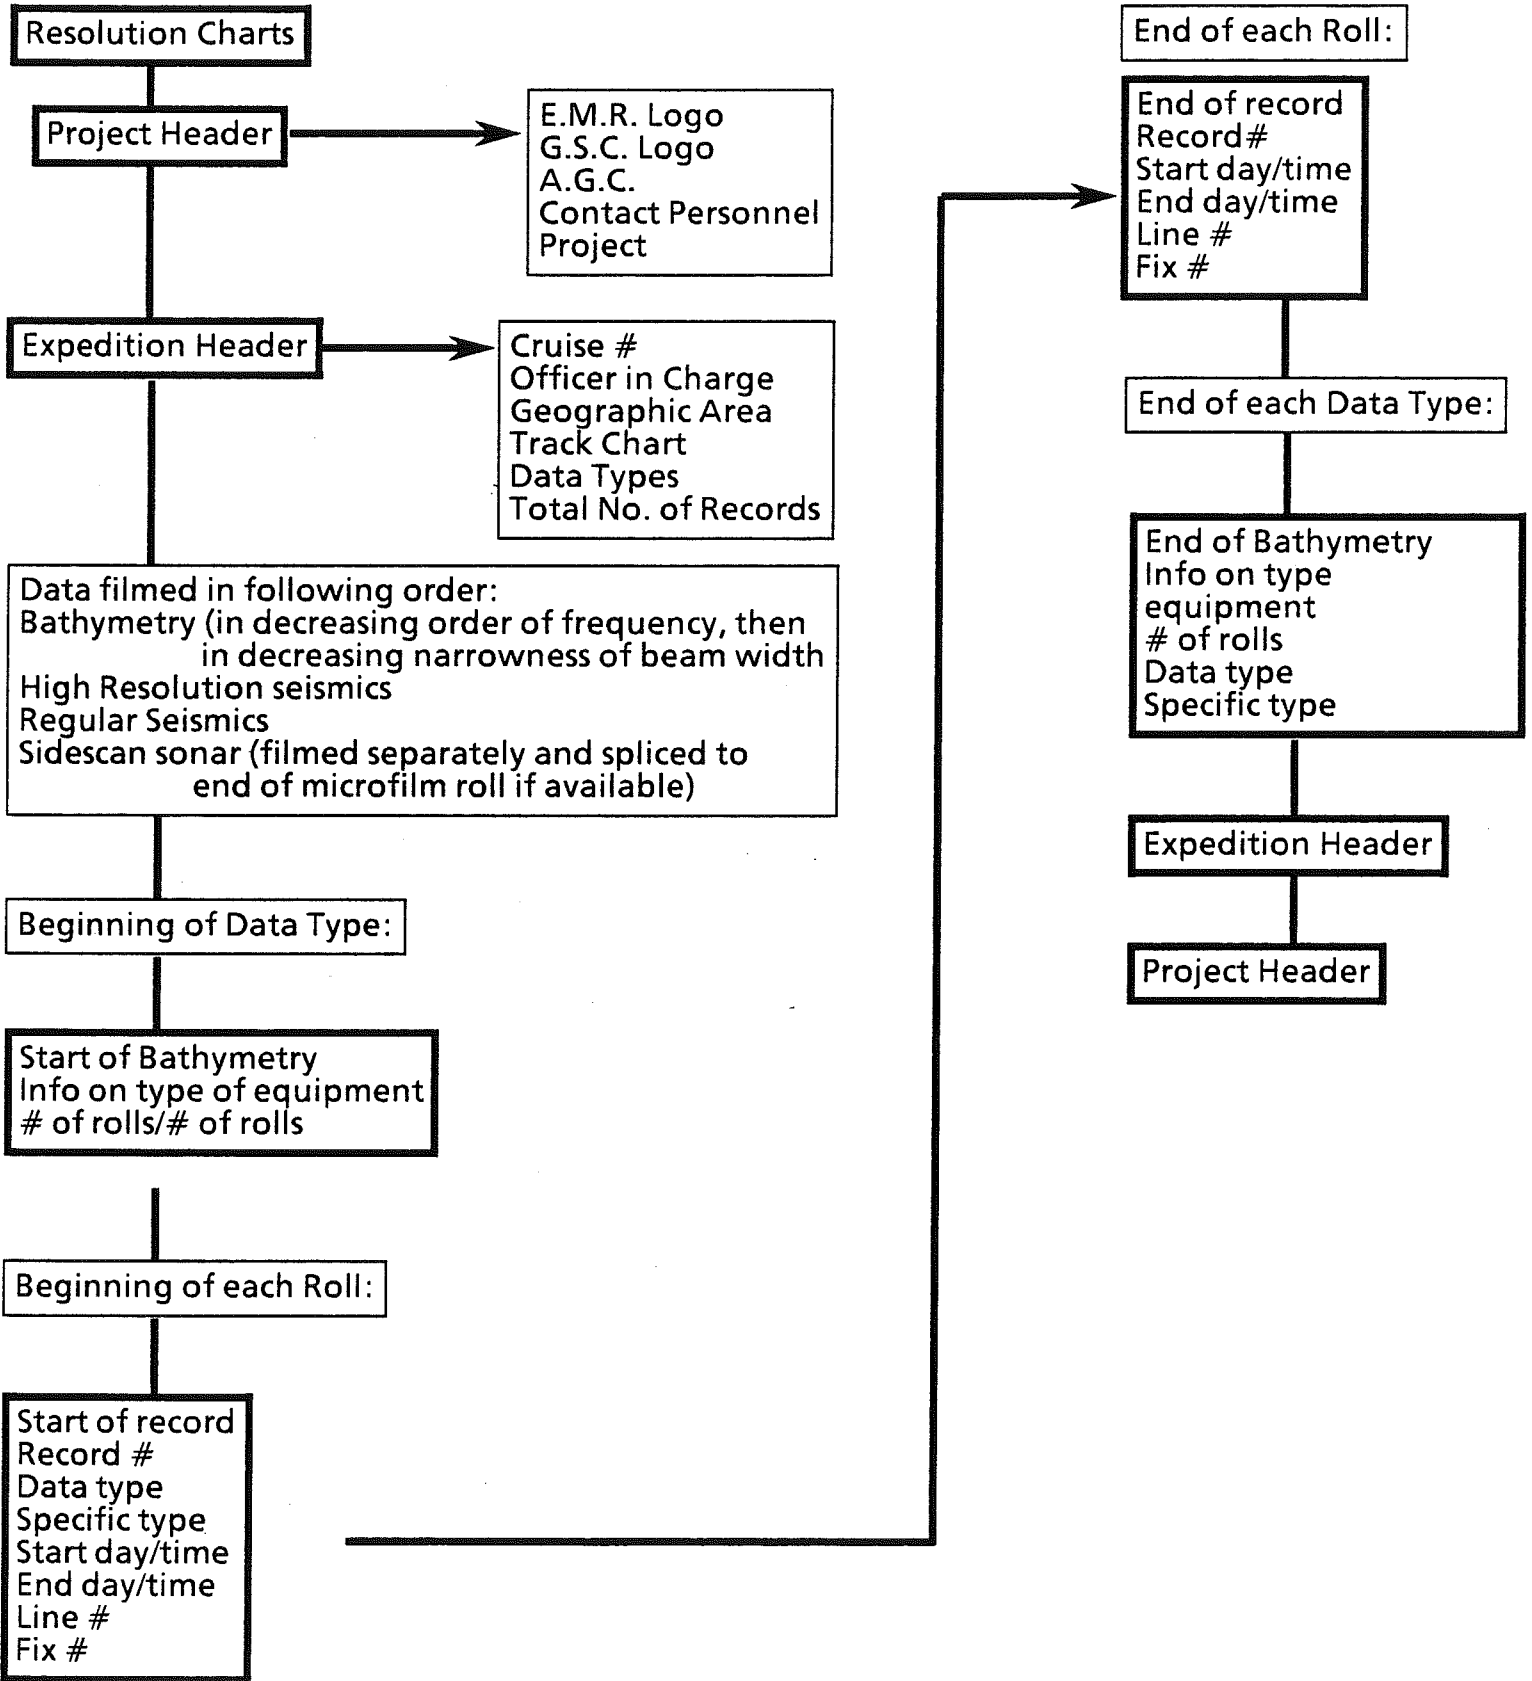 Resolution Charts
Project Header
E.M.R. Logo
G.S.C. Logo
A.G.C.
Contact Personnel
Project
Expedition Header
Cruise #
Officer in Charge
Geographic Area
Track Chart
Data Types
Total No. of Records
Data filmed in following order:
Bathymetry (in decreasing order of frequency, then
in decreasing narrowness of beam width
High Resolution seismics
Regular Seismics
Sidescan sonar (filmed separately and spliced to
end of microfilm roll if available)
Beginning of Data Type:
Start of Bathymetry
Info on type of equipment
# of rolls/# of rolls
Beginning of each Roll:
Start of record
Record #
Data type
Specific type
Start day/time
End day/time
Line #
Fix #
End of each Roll:
End of record
Record#
Start day/time
End day/time
Line #
Fix #
End of each Data Type:
End of Bathymetry
Info on type
equipment
# of rolls
Data type
Specific type
Expedition Header
Project Header